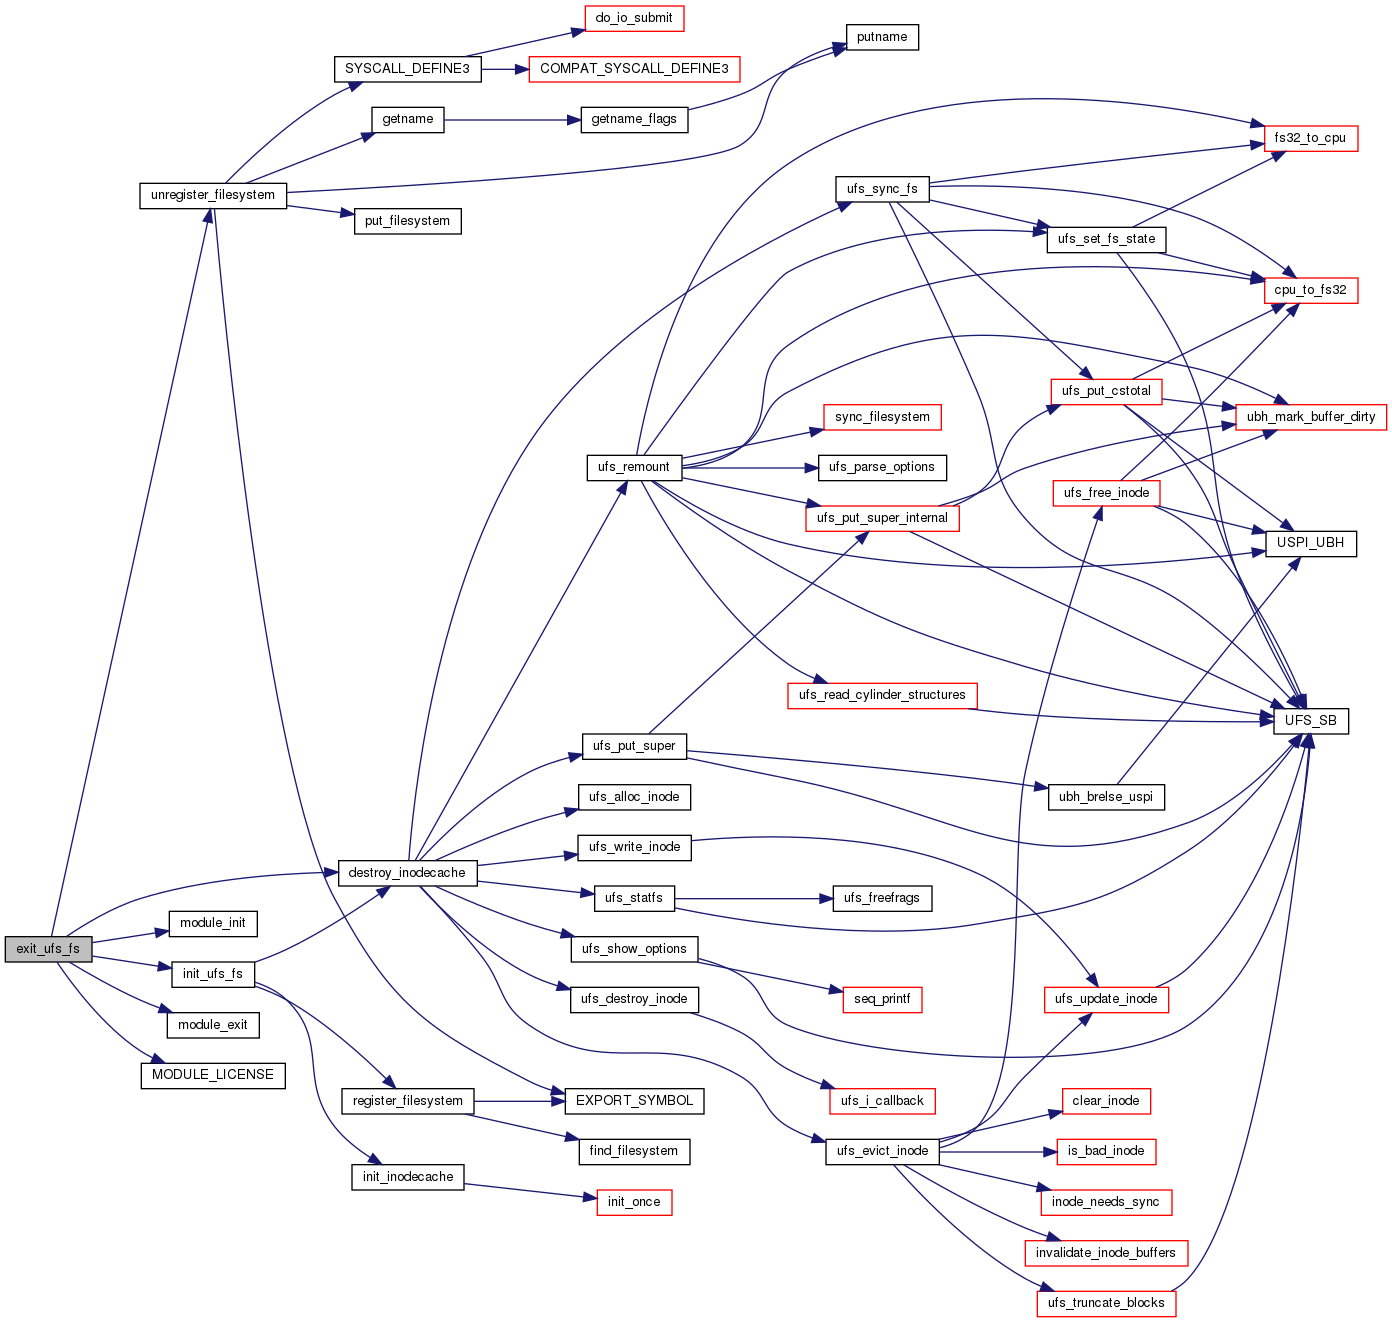 do_io_submit
putname
SYSCALL_DEFINE3
COMPAT_SYSCALL_DEFINE3
getname
getname_flags
fs32_to_cpu
unregister_filesystem
ufs_sync_fs
put_filesystem
ufs_set_fs_state
cpu_to_fs32
ufs_put_cstotal
sync_filesystem
ubh_mark_buffer_dirty
ufs_remount
ufs_parse_options
ufs_free_inode
ufs_put_super_internal
USPI_UBH
ufs_read_cylinder_structures
UFS_SB
ufs_put_super
ufs_alloc_inode
ubh_brelse_uspi
ufs_write_inode
destroy_inodecache
ufs_statfs
ufs_freefrags
module_init
exit_ufs_fs
ufs_show_options
init_ufs_fs
ufs_destroy_inode
seq_printf
ufs_update_inode
module_exit
MODULE_LICENSE
register_filesystem
EXPORT_SYMBOL
ufs_i_callback
clear_inode
find_filesystem
ufs_evict_inode
is_bad_inode
init_inodecache
init_once
inode_needs_sync
invalidate_inode_buffers
ufs_truncate_blocks